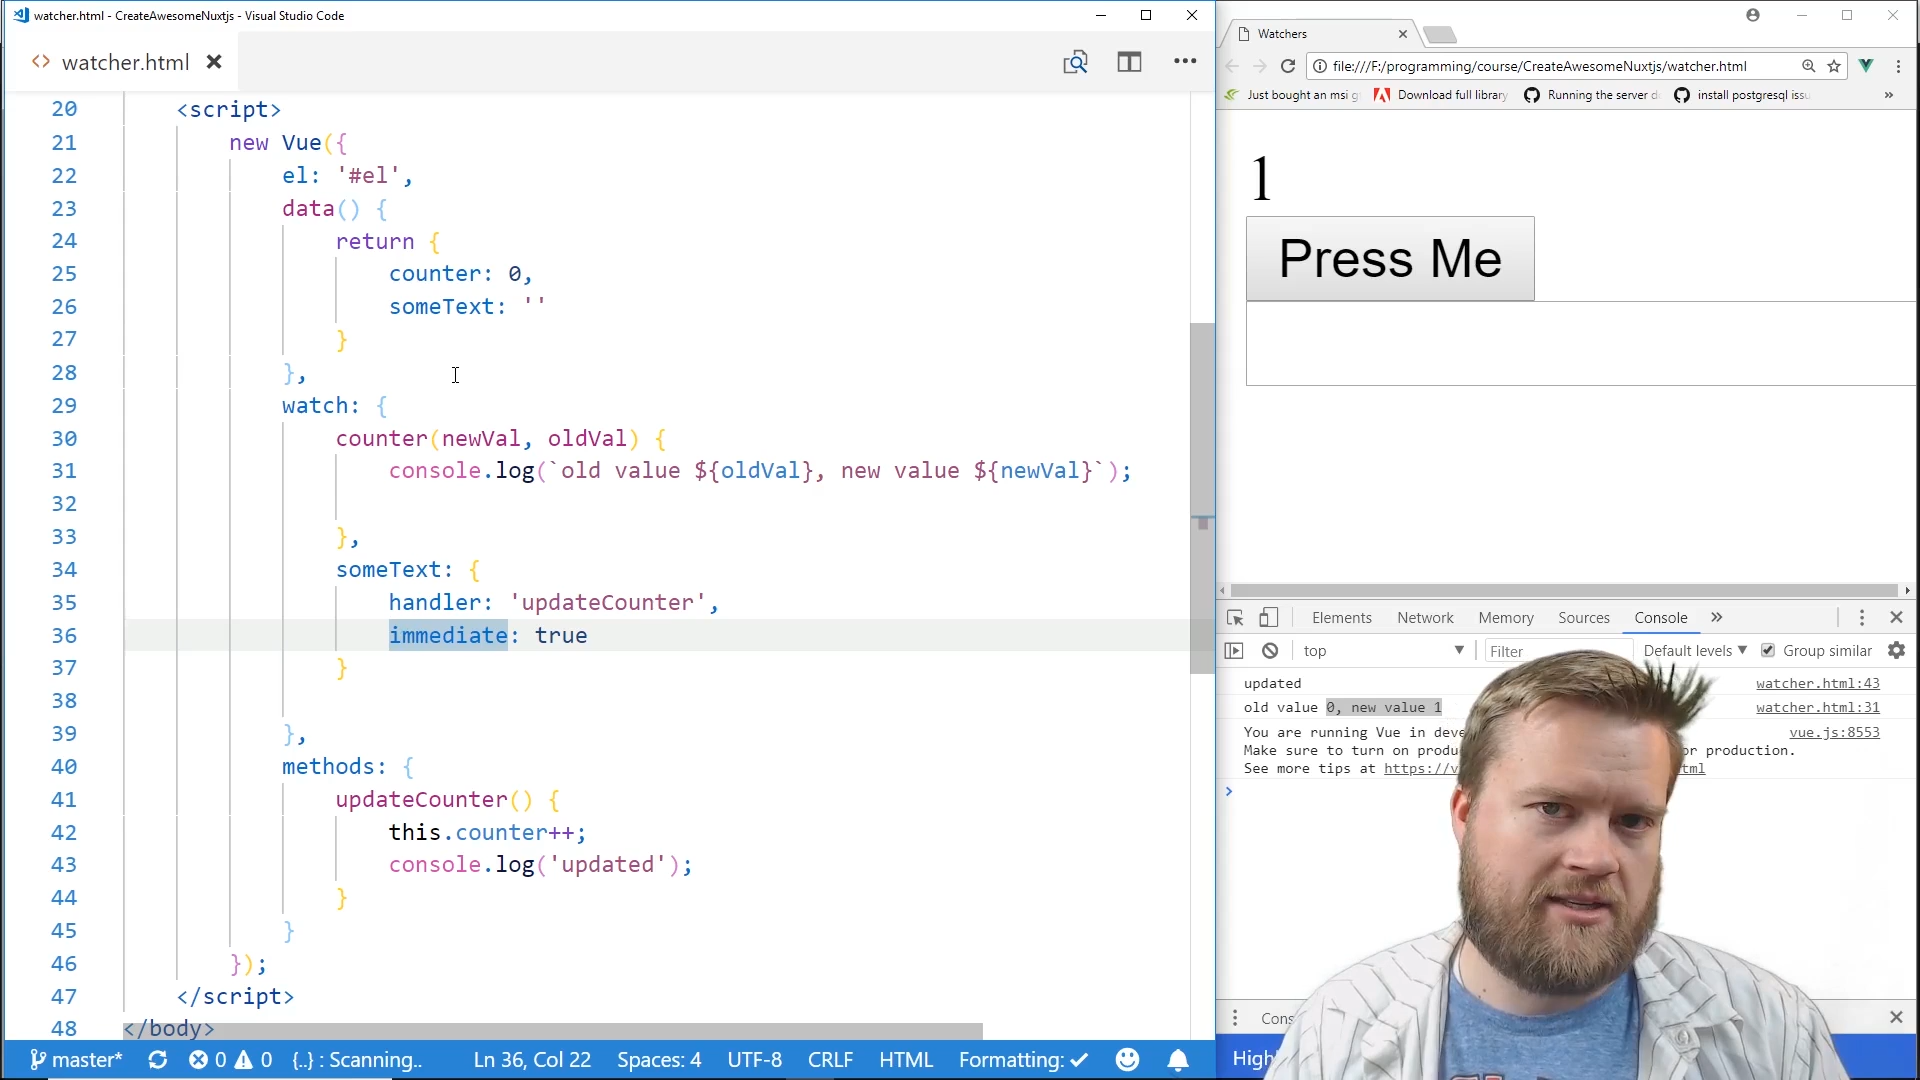 watcher.html - CreateAwesomeNuxtjs - Visual Studio Code
watcher.html
20 <script>
21 new Vue({
22 el: '#el',
23 data() {
24 return {
25 counter: 0,
26 someText: ''
27 }
28 },
29 watch: {
30 counter(newVal, oldVal) {
31 console.log(`old value ${oldVal}, new value ${newVal}`);
32
33 },
34 someText: {
35 handler: 'updateCounter',
36 immediate: true
37 }
38
39 },
40 methods: {
41 updateCounter() {
42 this.counter++;
43 console.log('updated');
44 }
45 }
46 });
47 </script>
48 </body>
master* 0 0 {..} : Scanning.. Ln 36, Col 22 Spaces: 4 UTF-8 CRLF HTML Formatting:
Watchers
file:///F:/programming/course/CreateAwesomeNuxtjs/watcher.html
Just bought an msi Download full library Running the server install postgresql
1
Press Me
Elements Network Memory Sources Console
top Filter Default levels Group similar
updated watcher.html:43
old value 0, new value 1 watcher.html:31
You are running Vue in vue.js:8553
Make sure to turn on production.
See more tips at